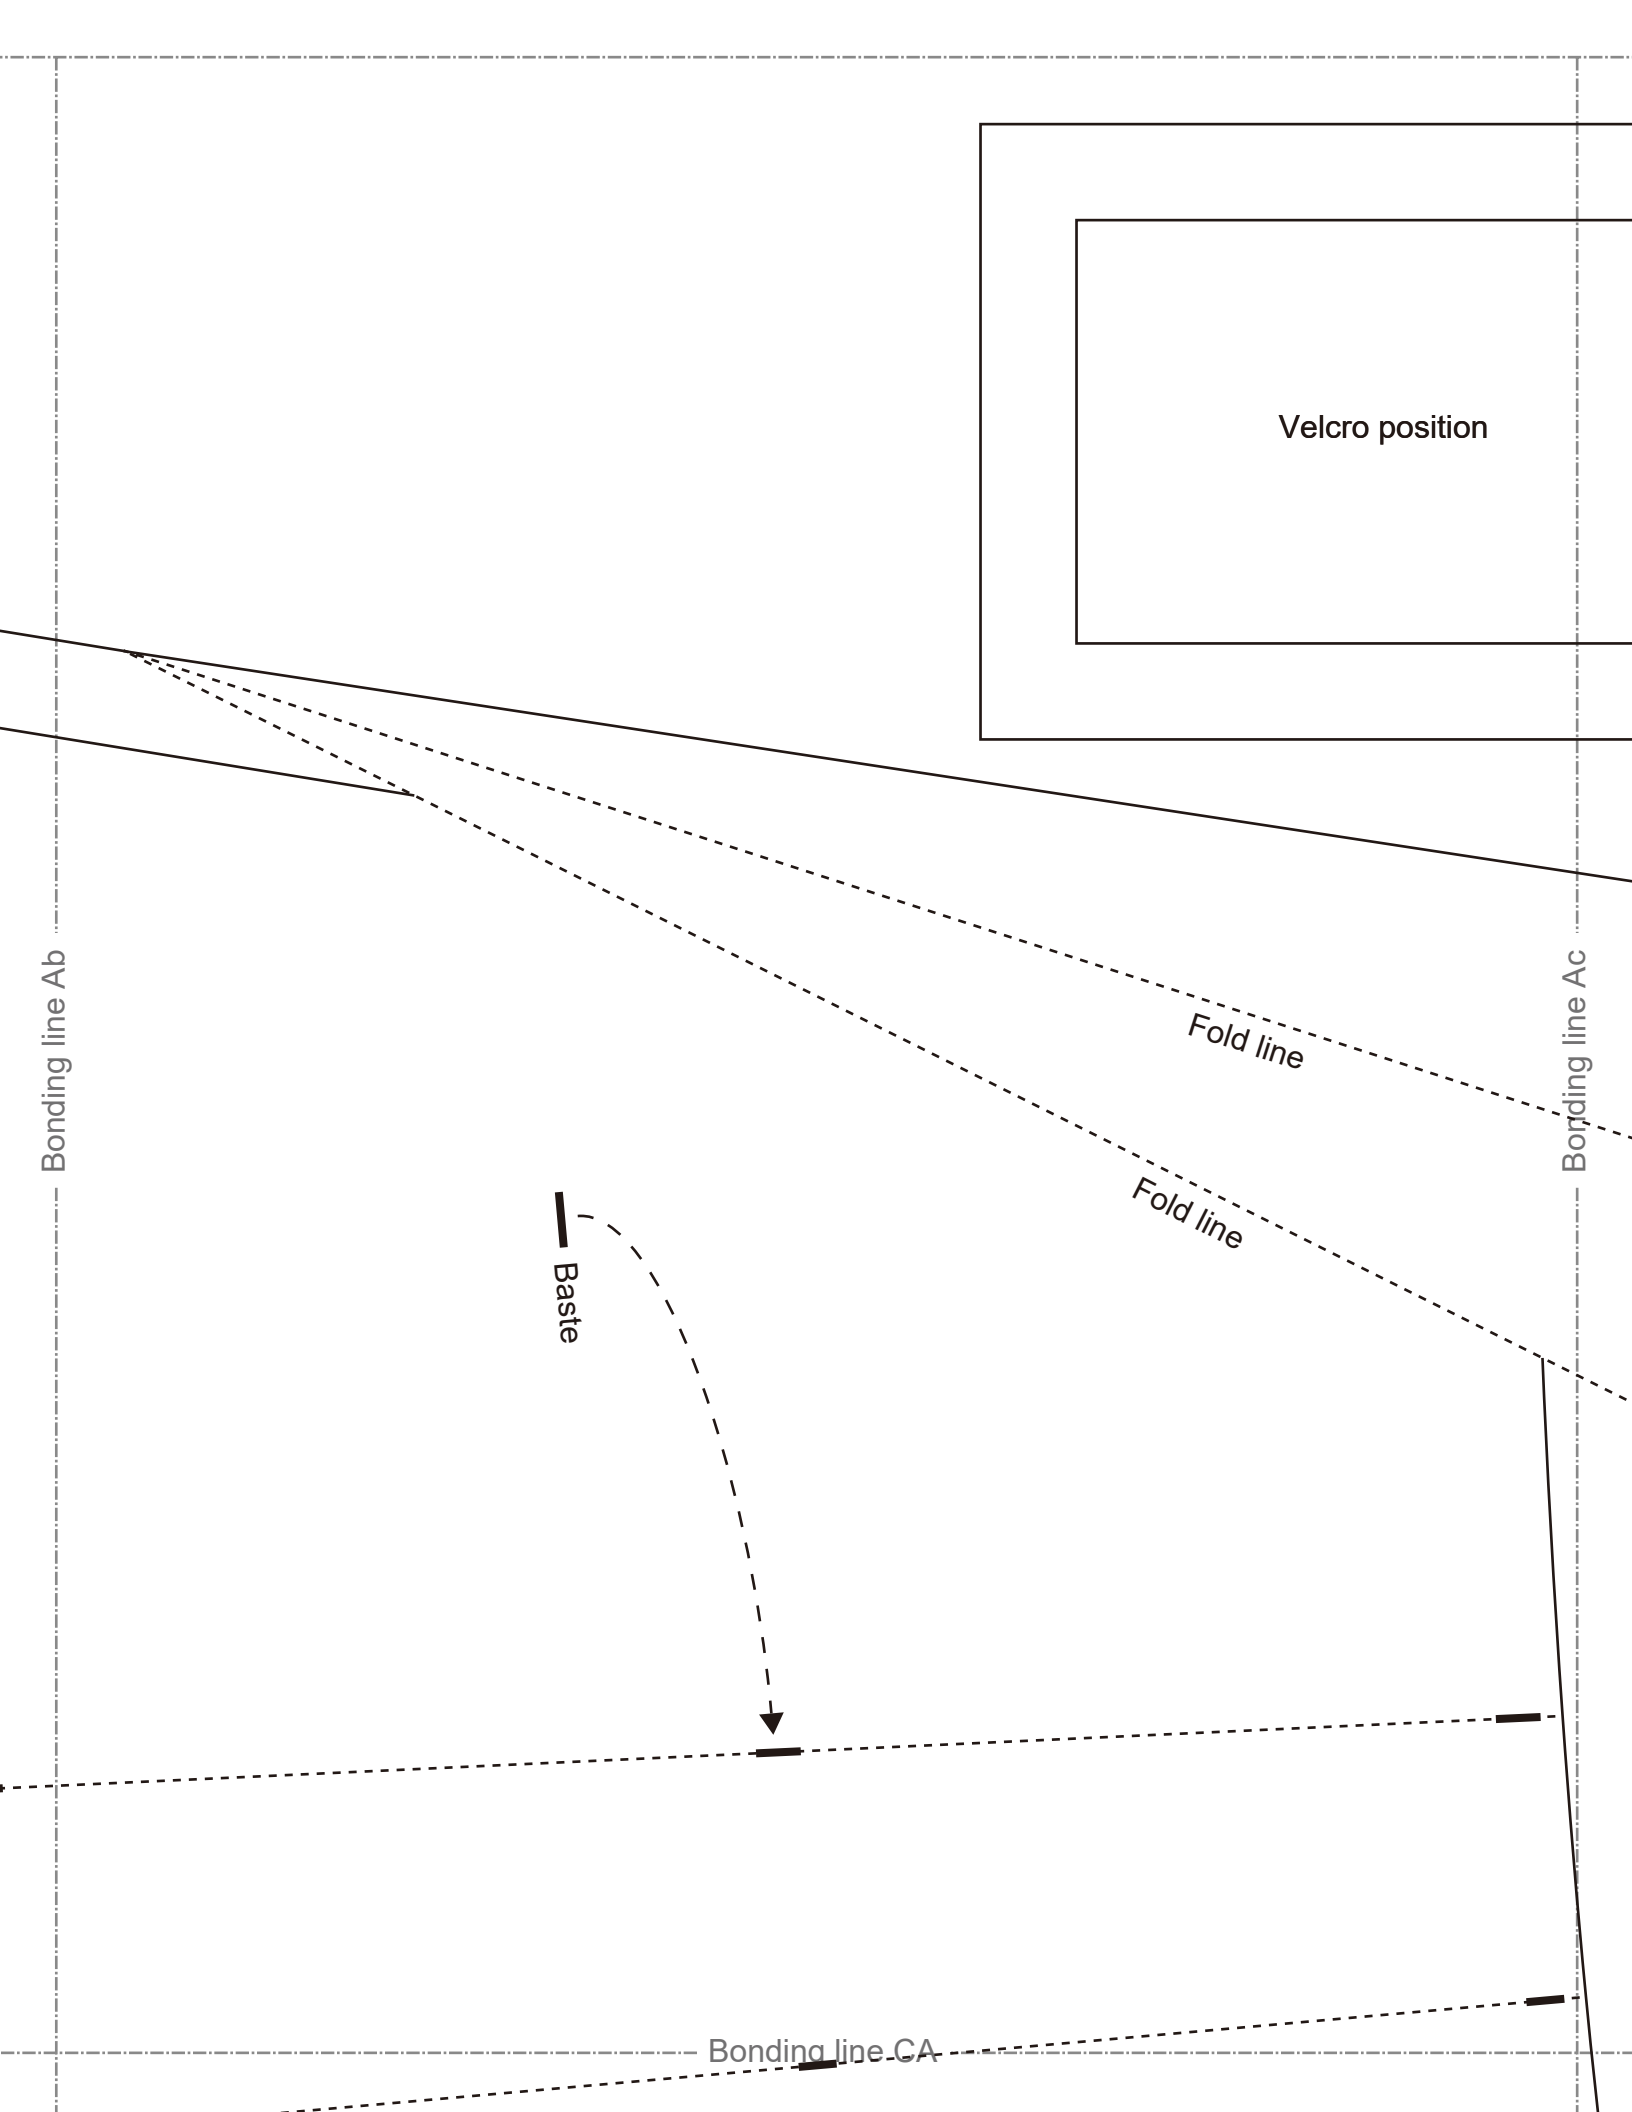 Velcro position
Bonding line Ab
Bonding line Ac
Fold line
Fold line
Baste
Bonding line CA